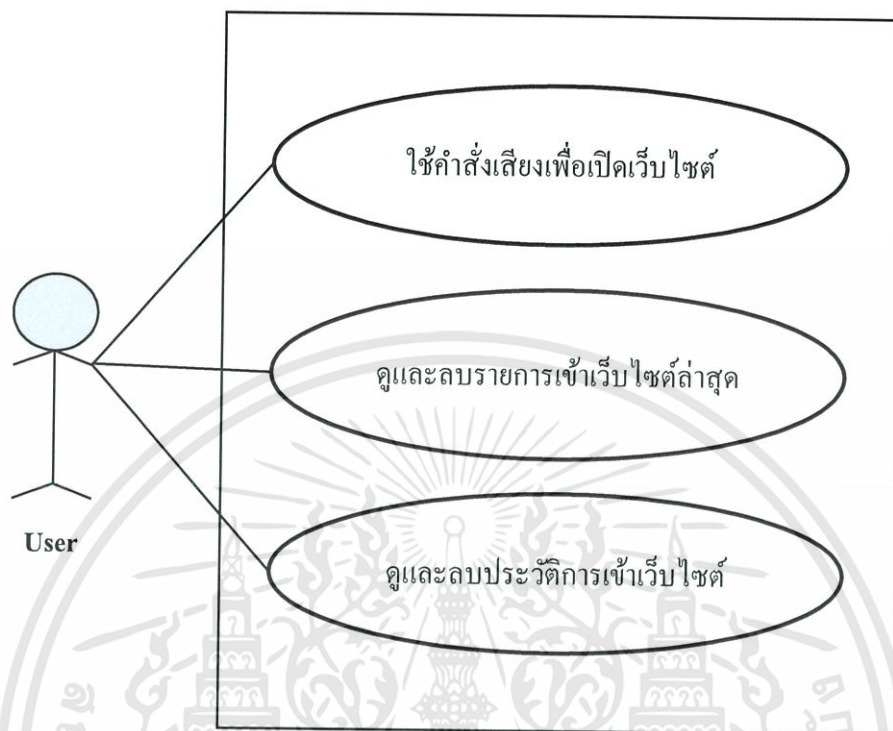 ใช้คำสั่งเสียงเพื่อเปิดเว็บไซต์
ดูและลบรายการเข้าเว็บไซต์ล่าสุด
User
ดูและลบประวัติการเข้าเว็บไซต์